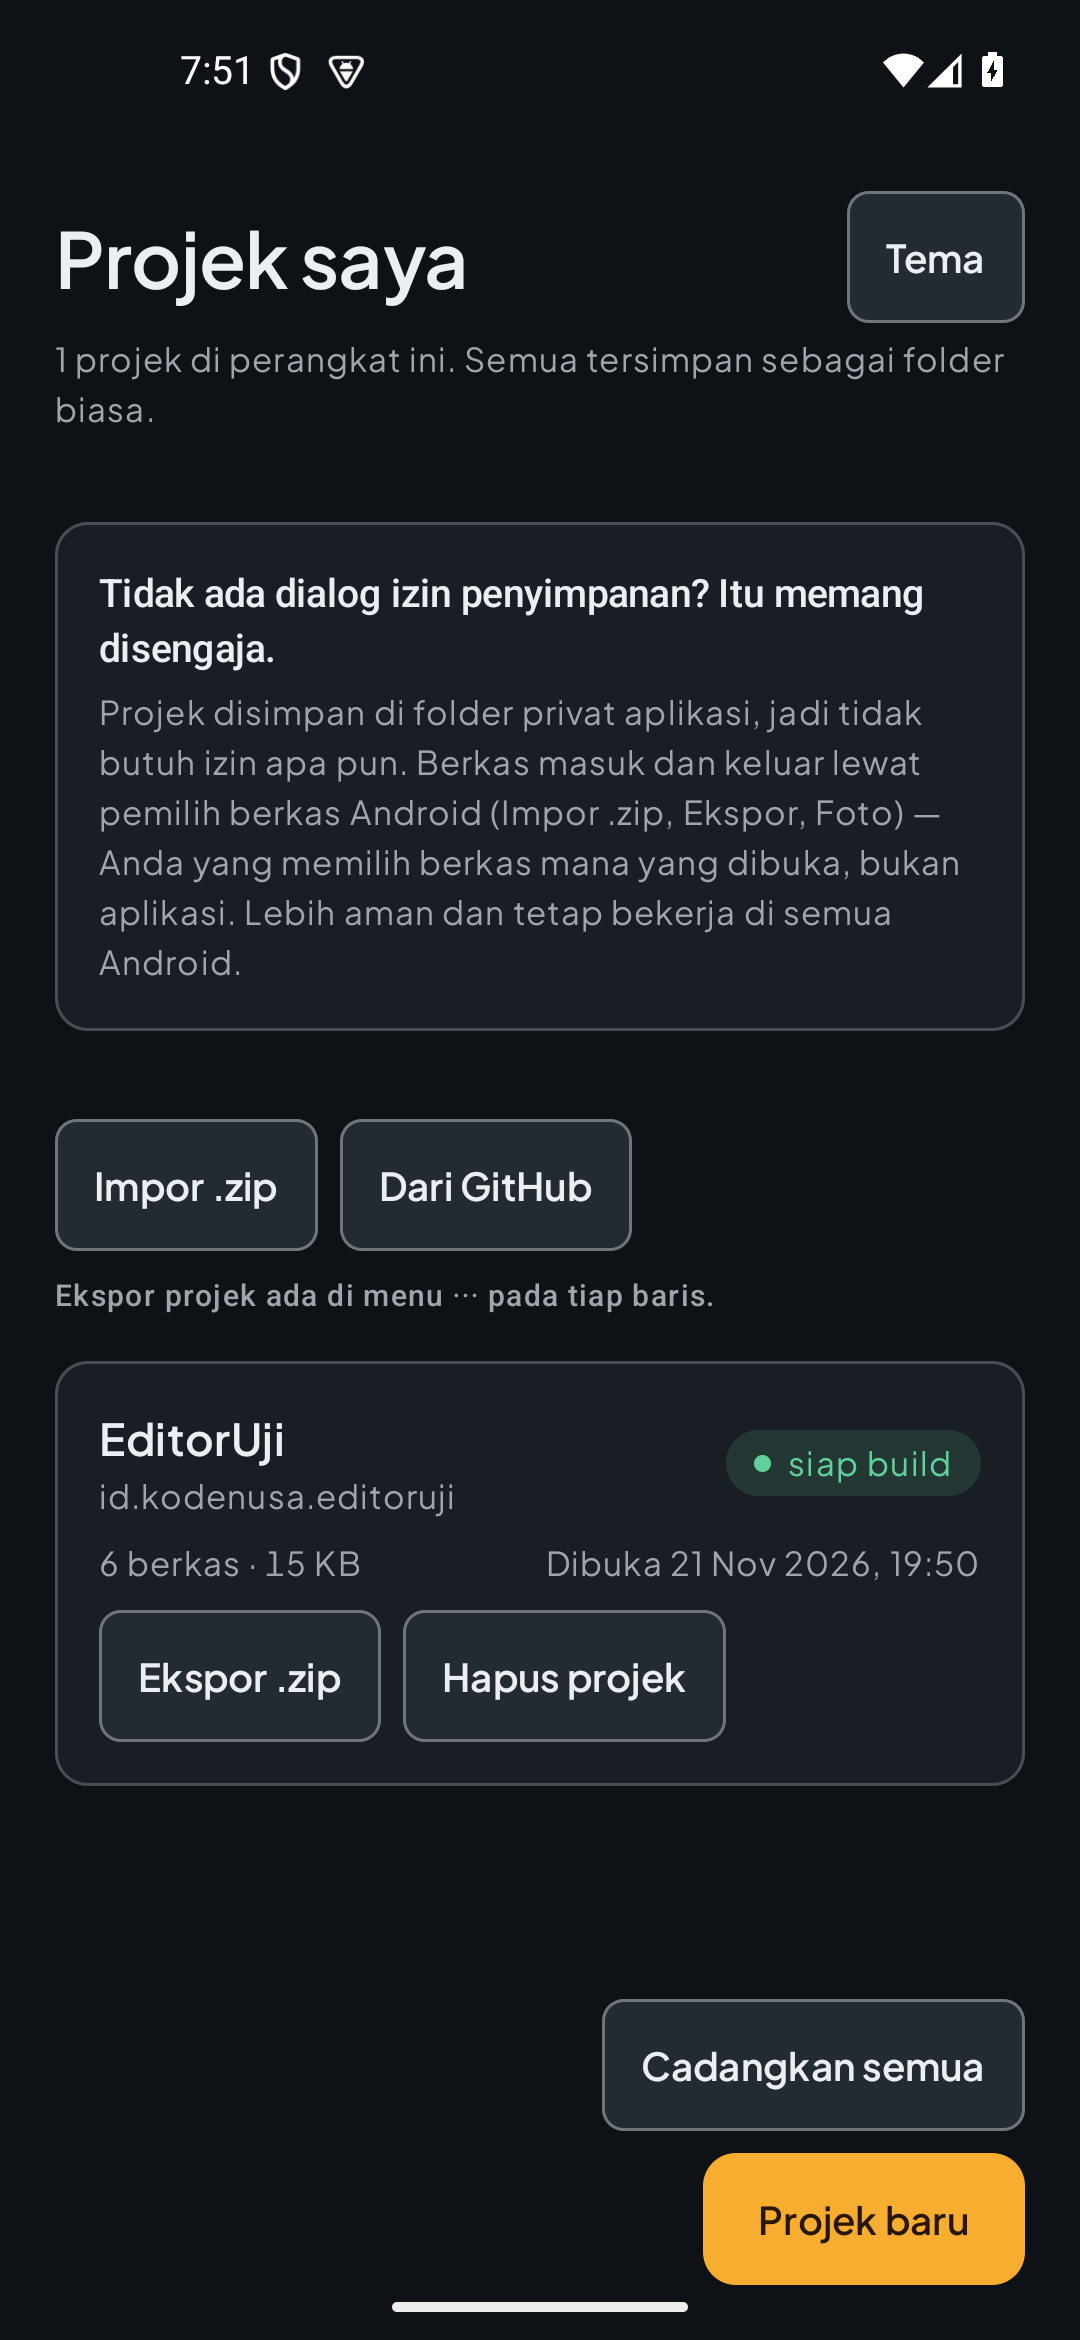 7:51
Projek saya
Tema
1 projek di perangkat ini. Semua tersimpan sebagai folder
biasa.
Tidak ada dialog izin penyimpanan? Itu memang
disengaja.
Projek disimpan di folder privat aplikasi, jadi tidak
butuh izin apa pun. Berkas masuk dan keluar lewat
pemilih berkas Android (Impor .zip, Ekspor, Foto) —
Anda yang memilih berkas mana yang dibuka, bukan
aplikasi. Lebih aman dan tetap bekerja di semua
Android.
Impor .zip
Dari GitHub
Ekspor projek ada di menu ··· pada tiap baris.
EditorUji
siap build
id.kodenusa.editoruji
6 berkas · 15 KB
Dibuka 21 Nov 2026, 19:50
Ekspor .zip
Hapus projek
Cadangkan semua
Projek baru